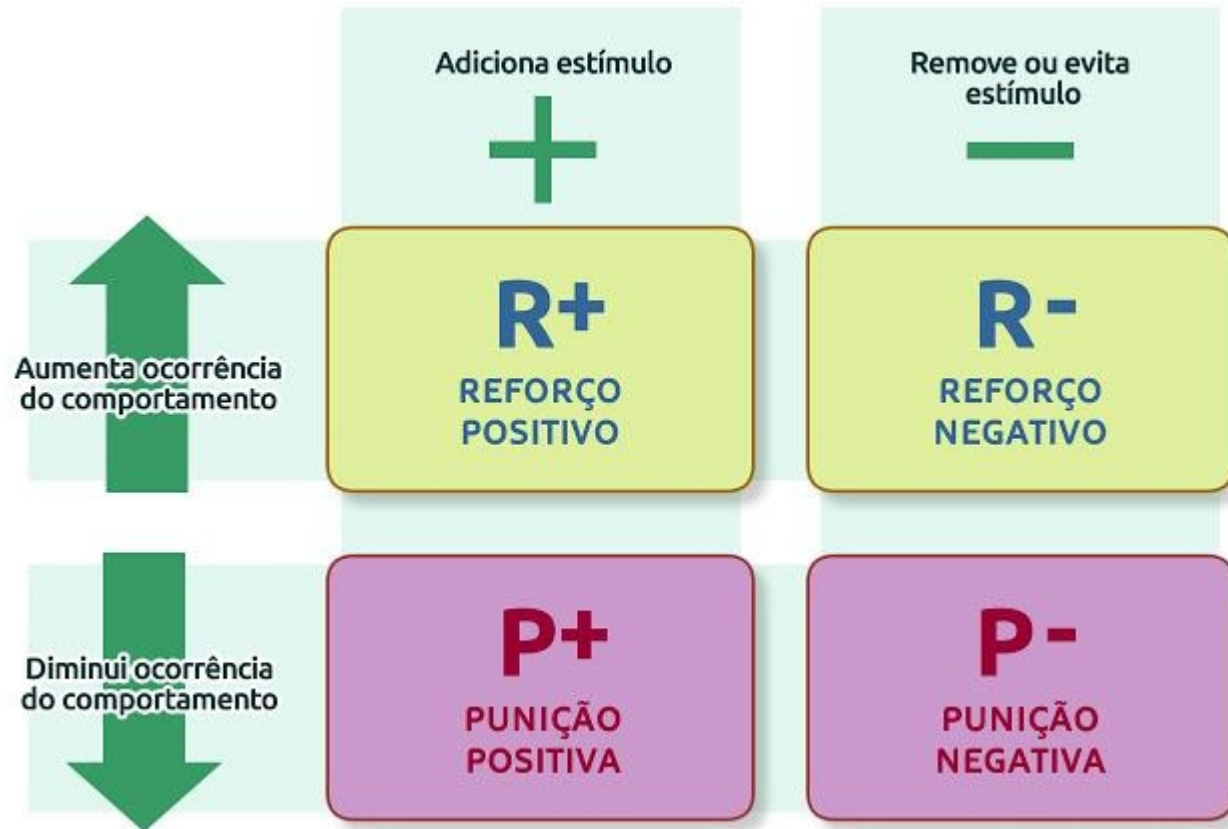 Adiciona estímulo
Remove ou evita
estímulo
+
-
Aumenta ocorrência
do comportamento
R+
REFORÇO
POSITIVO
R-
REFORÇO
NEGATIVO
Diminui ocorrência
do comportamento
P+
PUNIÇÃO
POSITIVA
P-
PUNIÇÃO
NEGATIVA